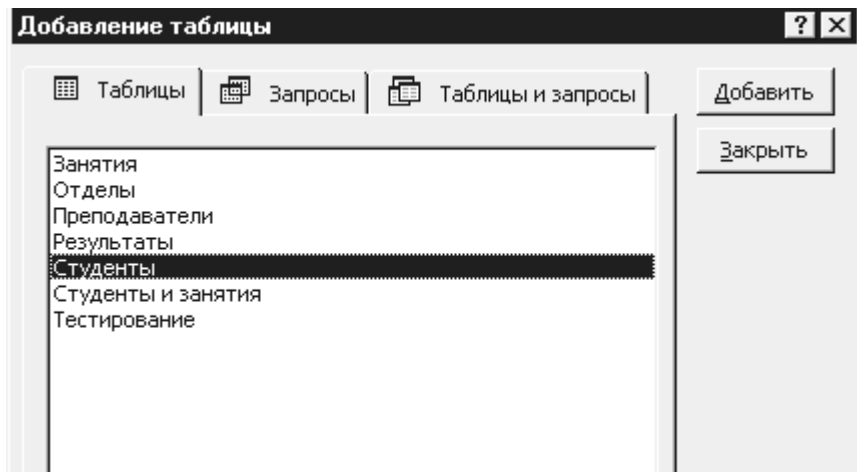 Добавление таблицы
Таблицы Запросы Таблицы и запросы
Добавить
Закрыть
Занятия
Отделы
Преподаватели
Результаты
Студенты
Студенты и занятия
Тестирование